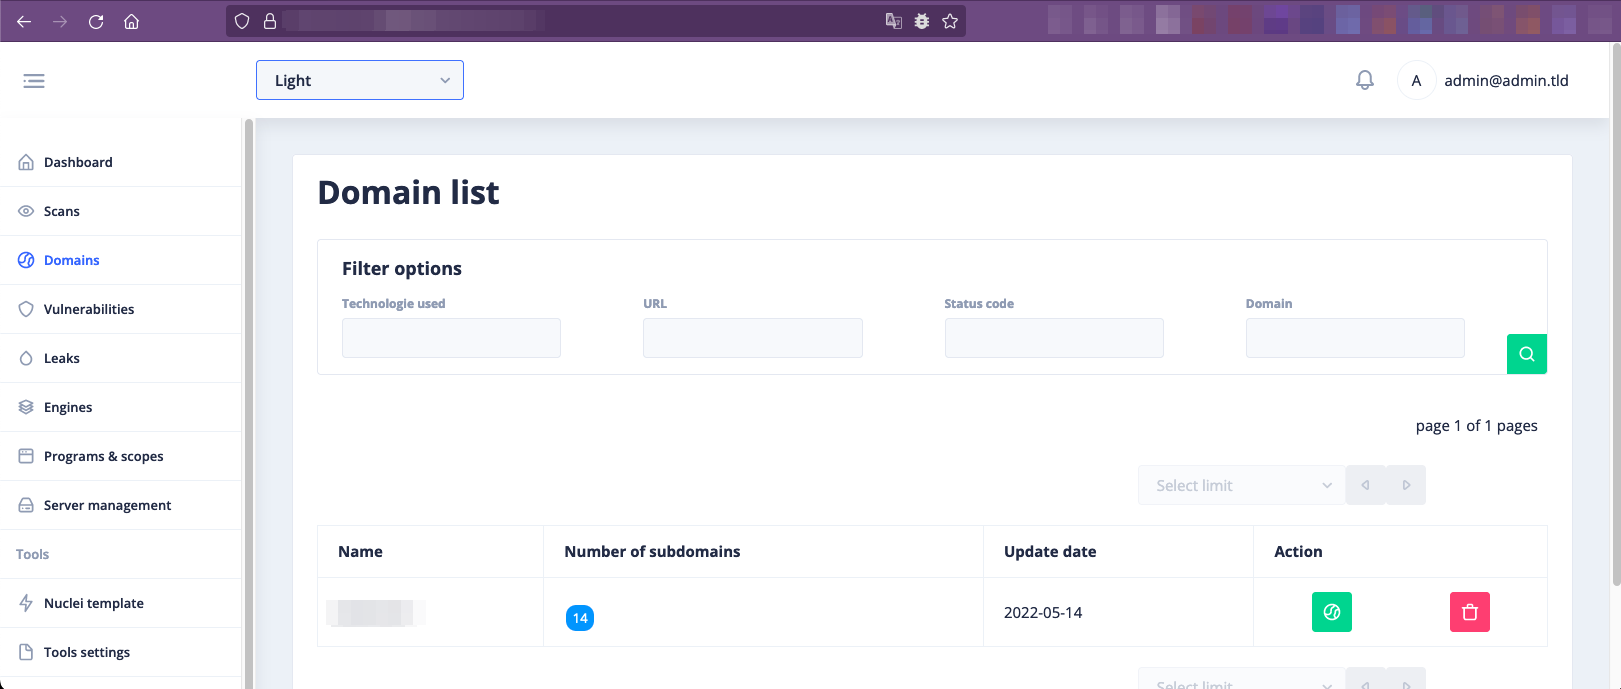 Light
A
admin@admin.tld
Dashboard
Scans
Domains
Vulnerabilities
Leaks
Engines
Programs & scopes
Server management
Tools
Nuclei template
Tools settings
Domain list
Filter options
Technologie used
URL
Status code
Domain
page 1 of 1 pages
Select limit
Name
Number of subdomains
Update date
Action
14
2022-05-14
Select limit